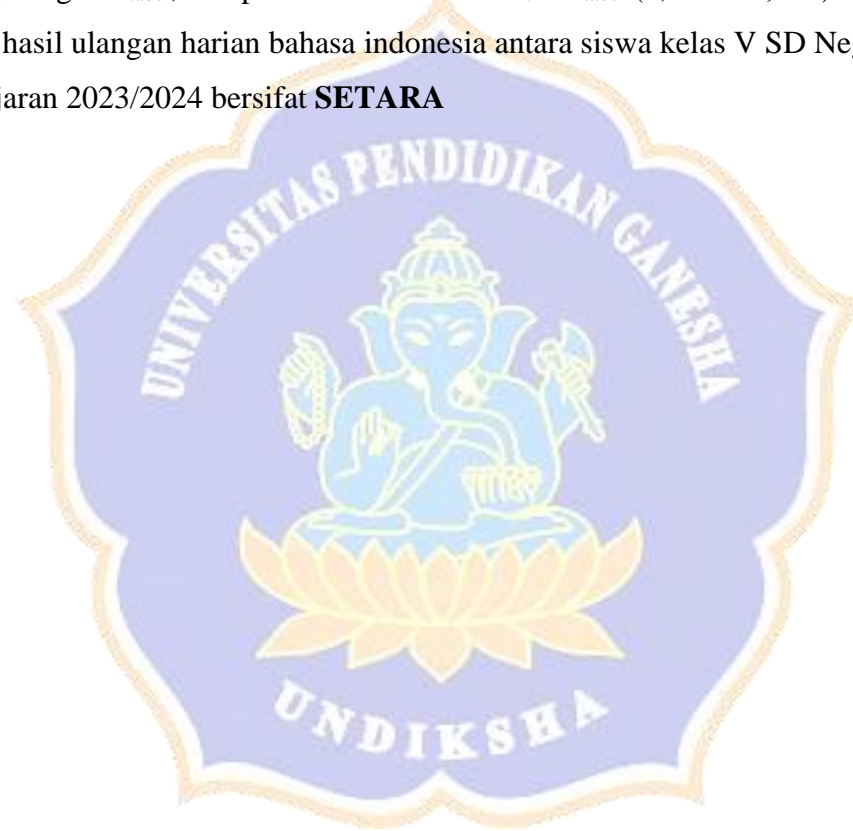 hasil ulangan harian bahasa indonesia antara siswa kelas V SD Ne
jaran 2023/2024 bersifat SETARA
UNIVERSITAS PENDIDIKAN GANESHA
UNDIKSHA